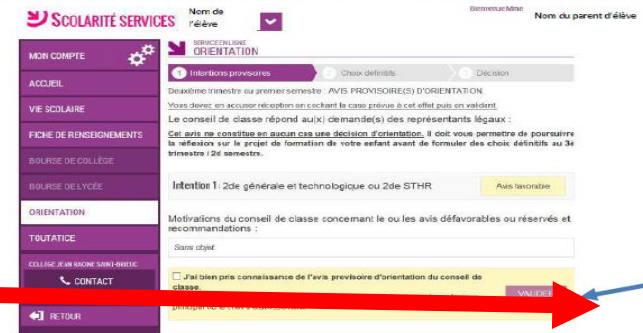 SCOLARITÉ SERVICES
Nom de l'élève
Bienvenue Mme
Nom du parent d'élève
MON COMPTE
ACCUEIL
VIE SCOLAIRE
FICHE DE RENSEIGNEMENTS
BOURSE DE COLLÈGE
BOURSE DE LYCÉE
ORIENTATION
TOUTATICE
COLLEGE JEAN RACINE SAINT-BRIEUC
CONTACT
RETOUR
SERVICE EN LIGNE
ORIENTATION
1 Intentions provisoires
2 Choix définitifs
3 Décision
Deuxième trimestre ou premier semestre : AVIS PROVISOIRE(S) D'ORIENTATION.
Vous devez en accuser réception en cochant la case prévue à cet effet puis en validant.
Le conseil de classe répond au(x) demande(s) des représentants légaux :
Cet avis ne constitue en aucun cas une décision d'orientation. Il doit vous permettre de poursuivre
la réflexion sur le projet de formation de votre enfant avant de formuler des choix définitifs au 3e
trimestre / 2d semestre.
Intention 1: 2de générale et technologique ou 2de STHR
Avis favorable
Motivations du conseil de classe concernant le ou les avis défavorables ou réservés et
recommandations :
Sans objet.
J'ai bien pris connaissance de l'avis provisoire d'orientation du conseil de
classe.
VALIDER